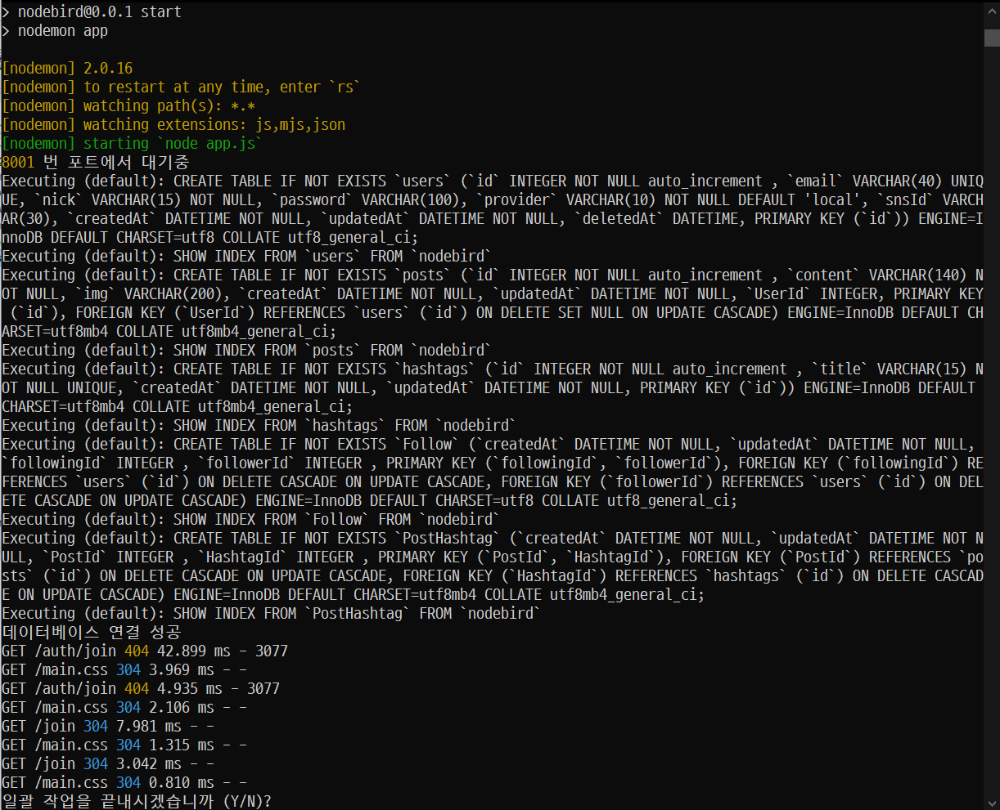 > nodebird@0.0.1 start
> nodemon app
[nodemon] 2.0.16
[nodemon] to restart at any time, enter `rs`
[nodemon] watching path(s): *.*
[nodemon] watching extensions: js,mjs,json
[nodemon] starting `node app.js`
8001 번 포트에서 대기중
Executing (default): CREATE TABLE IF NOT EXISTS `users` (`id` INTEGER NOT NULL auto_increment , `email` VARCHAR(40) UNIQ
UE, `nick` VARCHAR(15) NOT NULL, `password` VARCHAR(100), `provider` VARCHAR(10) NOT NULL DEFAULT 'local', `snsId` VARCH
AR(30), `createdAt` DATETIME NOT NULL, `updatedAt` DATETIME NOT NULL, `deletedAt` DATETIME, PRIMARY KEY (`id`)) ENGINE=I
nnoDB DEFAULT CHARSET=utf8 COLLATE utf8_general_ci;
Executing (default): SHOW INDEX FROM `users` FROM `nodebird`
Executing (default): CREATE TABLE IF NOT EXISTS `posts` (`id` INTEGER NOT NULL auto_increment , `content` VARCHAR(140) N
OT NULL, `img` VARCHAR(200), `createdAt` DATETIME NOT NULL, `updatedAt` DATETIME NOT NULL, `UserId` INTEGER, PRIMARY KEY
 (`id`), FOREIGN KEY (`UserId`) REFERENCES `users` (`id`) ON DELETE SET NULL ON UPDATE CASCADE) ENGINE=InnoDB DEFAULT CH
ARSET=utf8mb4 COLLATE utf8mb4_general_ci;
Executing (default): SHOW INDEX FROM `posts` FROM `nodebird`
Executing (default): CREATE TABLE IF NOT EXISTS `hashtags` (`id` INTEGER NOT NULL auto_increment , `title` VARCHAR(15) N
OT NULL UNIQUE, `createdAt` DATETIME NOT NULL, `updatedAt` DATETIME NOT NULL, PRIMARY KEY (`id`)) ENGINE=InnoDB DEFAULT
CHARSET=utf8mb4 COLLATE utf8mb4_general_ci;
Executing (default): SHOW INDEX FROM `hashtags` FROM `nodebird`
Executing (default): CREATE TABLE IF NOT EXISTS `Follow` (`createdAt` DATETIME NOT NULL, `updatedAt` DATETIME NOT NULL,
`followingId` INTEGER , `followerId` INTEGER , PRIMARY KEY (`followingId`, `followerId`), FOREIGN KEY (`followingId`) RE
FERENCES `users` (`id`) ON DELETE CASCADE ON UPDATE CASCADE, FOREIGN KEY (`followerId`) REFERENCES `users` (`id`) ON DEL
ETE CASCADE ON UPDATE CASCADE) ENGINE=InnoDB DEFAULT CHARSET=utf8 COLLATE utf8_general_ci;
Executing (default): SHOW INDEX FROM `Follow` FROM `nodebird`
Executing (default): CREATE TABLE IF NOT EXISTS `PostHashtag` (`createdAt` DATETIME NOT NULL, `updatedAt` DATETIME NOT N
ULL, `PostId` INTEGER , `HashtagId` INTEGER , PRIMARY KEY (`PostId`, `HashtagId`), FOREIGN KEY (`PostId`) REFERENCES `po
sts` (`id`) ON DELETE CASCADE ON UPDATE CASCADE, FOREIGN KEY (`HashtagId`) REFERENCES `hashtags` (`id`) ON DELETE CASCAD
E ON UPDATE CASCADE) ENGINE=InnoDB DEFAULT CHARSET=utf8mb4 COLLATE utf8mb4_general_ci;
Executing (default): SHOW INDEX FROM `PostHashtag` FROM `nodebird`
데이터베이스 연결 성공
GET /auth/join 404 42.899 ms - 3077
GET /main.css 304 3.969 ms - -
GET /auth/join 404 4.935 ms - 3077
GET /main.css 304 2.106 ms - -
GET /join 304 7.981 ms - -
GET /main.css 304 1.315 ms - -
GET /join 304 3.042 ms - -
GET /main.css 304 0.810 ms - -
일괄 작업을 끝내시겠습니까 (Y/N)?